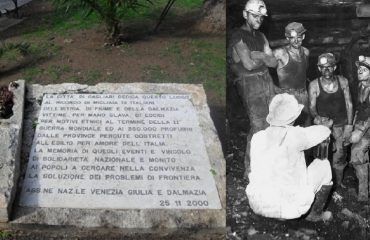 LA CITTA' DI CAGLIARI DEDICA QUESTO LUOGO
AL RICORDO DI MIGLIAIA DI ITALIANI,
DELL'ISTRIA, DI FIUME E DELLA DALMAZIA
VITTIME, PER MANO SLAVA, DI ECCIDI
PER MOTIVI ETNICI AL TERMINE DELLA II°
GUERRA MONDIALE ED AI 350.000 PROFUGHI
DALLE PROVINCE PERDUTE COSTRETTI
ALL'ESILIO PER AMORE DELL'ITALIA.
LA MEMORIA DI QUEGLI EVENTI E' VINCOLO
DI SOLIDARIETÀ NAZIONALE E MONITO
AI POPOLI A CERCARE NELLA CONVIVENZA
LA SOLUZIONE DEI PROBLEMI DI FRONTIERA.
ASS.NE NAZ.LE VENEZIA GIULIA E DALMAZIA
25 11 2000